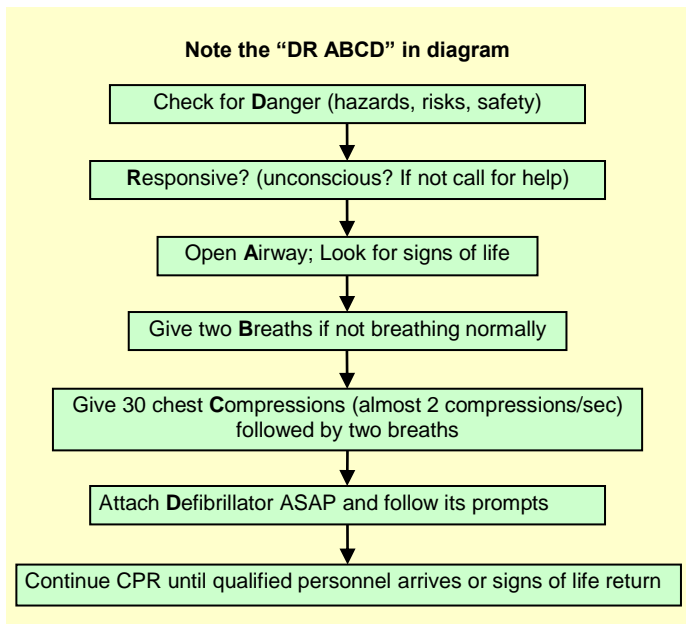 Note the “DR ABCD” in diagram
Check for Danger (hazards, risks, safety)
Responsive? (unconscious? If not call for help)
Open Airway; Look for signs of life
Give two Breaths if not breathing normally
Give 30 chest Compressions (almost 2 compressions/sec)
followed by two breaths
Attach Defibrillator ASAP and follow its prompts
Continue CPR until qualified personnel arrives or signs of life return